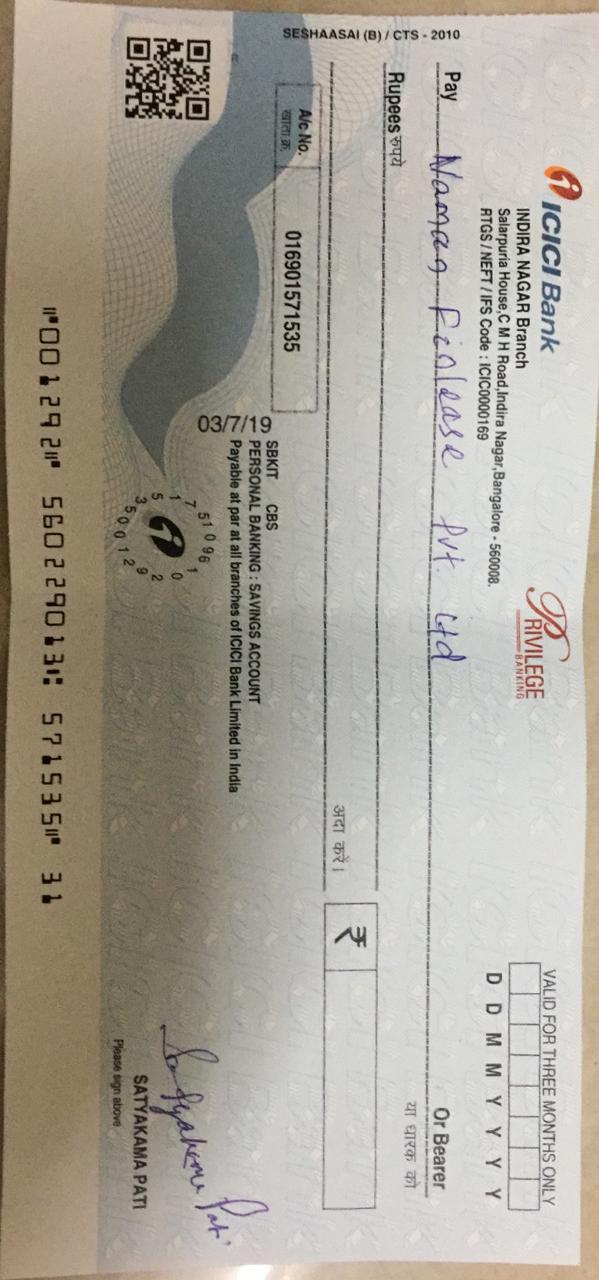 ICICI Bank
INDIRA NAGAR Branch
Salarpuria House,C M H Road,Indira Nagar,Bangalore - 560008.
RTGS / NEFT / IFS Code : ICIC0000169
PRIVILEGE
BANKING
VALID FOR THREE MONTHS ONLY
D D M M Y Y Y Y
Pay Naman Finlease Pvt. Ltd Or Bearer
या धारक को
Rupees रुपये
अदा करें। ₹
A/c No. 016901571535
खाता क्र.
SESHAASAI (B) / CTS - 2010
03/7/19
SBKIT CBS
PERSONAL BANKING : SAVINGS ACCOUNT
Payable at par at all branches of ICICI Bank Limited in India
Satyakama Pati
SATYAKAMA PATI
Please sign above
⑈001292⑈ 560229013⑆ 571535⑈ 31